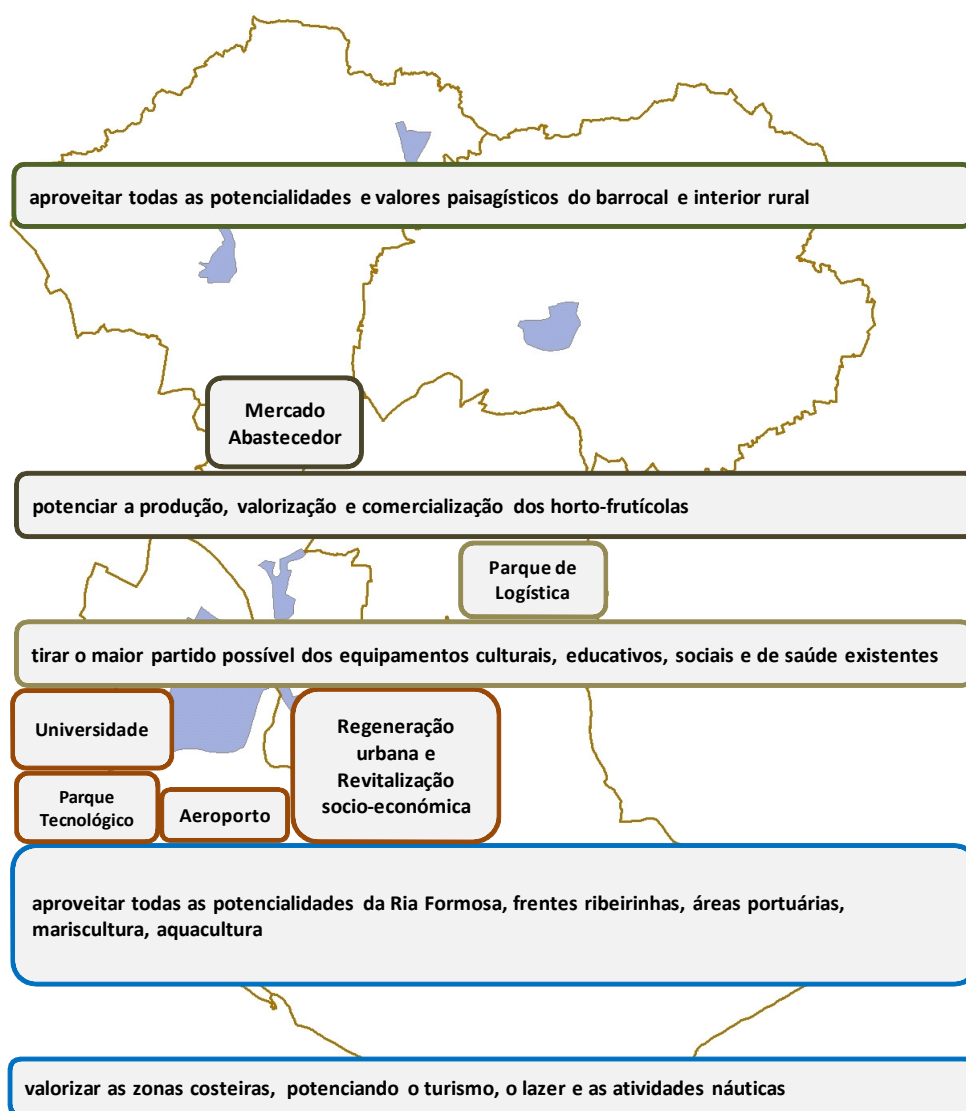 aproveitar todas as potencialidades e valores paisagísticos do barrocal e interior rural
Mercado
Abastecedor
potenciar a produção, valorização e comercialização dos horto-frutícolas
Parque de
Logística
tirar o maior partido possível dos equipamentos culturais, educativos, sociais e de saúde existentes
Universidade
Regeneração
urbana e
Revitalização
socio-económica
Parque
Tecnológico
Aeroporto
aproveitar todas as potencialidades da Ria Formosa, frentes ribeirinhas, áreas portuárias,
mariscultura, aquacultura
valorizar as zonas costeiras, potenciando o turismo, o lazer e as atividades náuticas